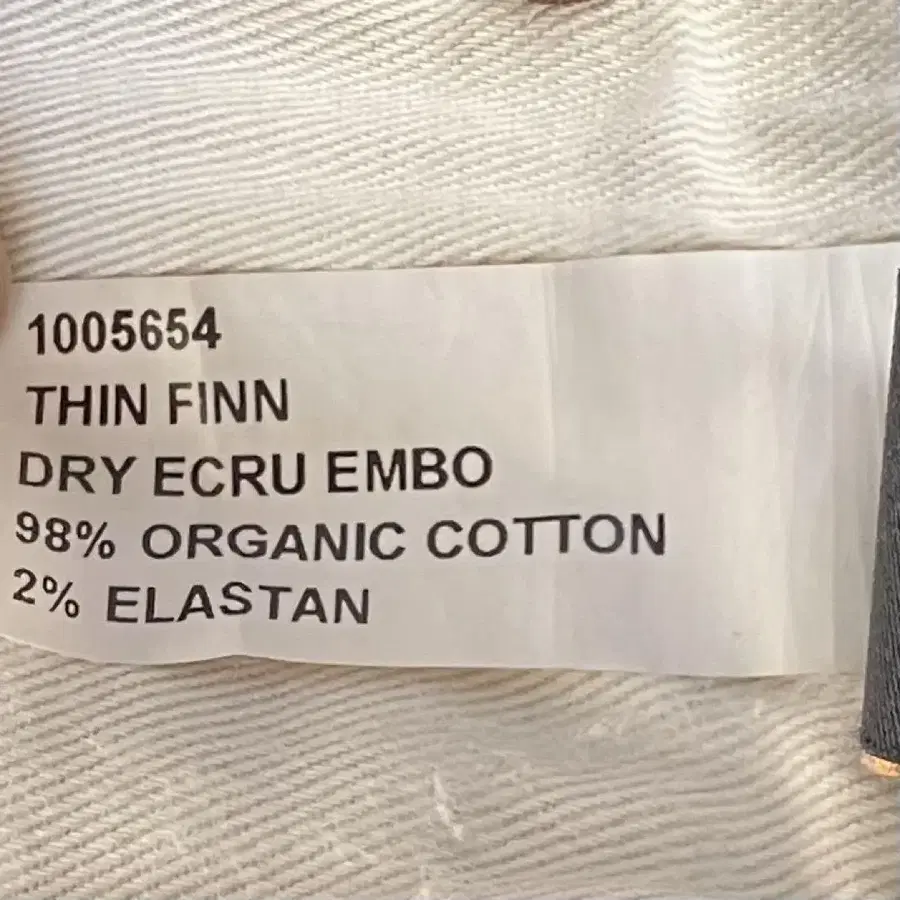 1005654
THIN FINN
DRY ECRU EMBO
98% ORGANIC COTTON
2% ELASTAN